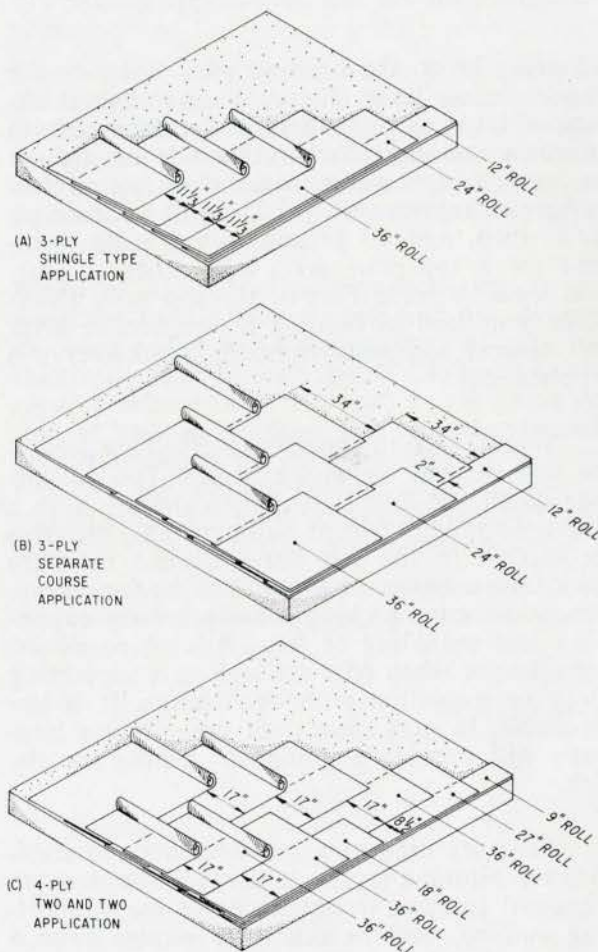 11⅓" 11⅓" 11⅓"
12" ROLL
24" ROLL
36" ROLL
(A) 3-PLY
SHINGLE TYPE
APPLICATION
34"
34"
2"
12" ROLL
24" ROLL
36" ROLL
(B) 3-PLY
SEPARATE
COURSE
APPLICATION
17"
17"
17"
8½"
9" ROLL
27" ROLL
36" ROLL
17"
17"
18" ROLL
36" ROLL
36" ROLL
(C) 4-PLY
TWO AND TWO
APPLICATION